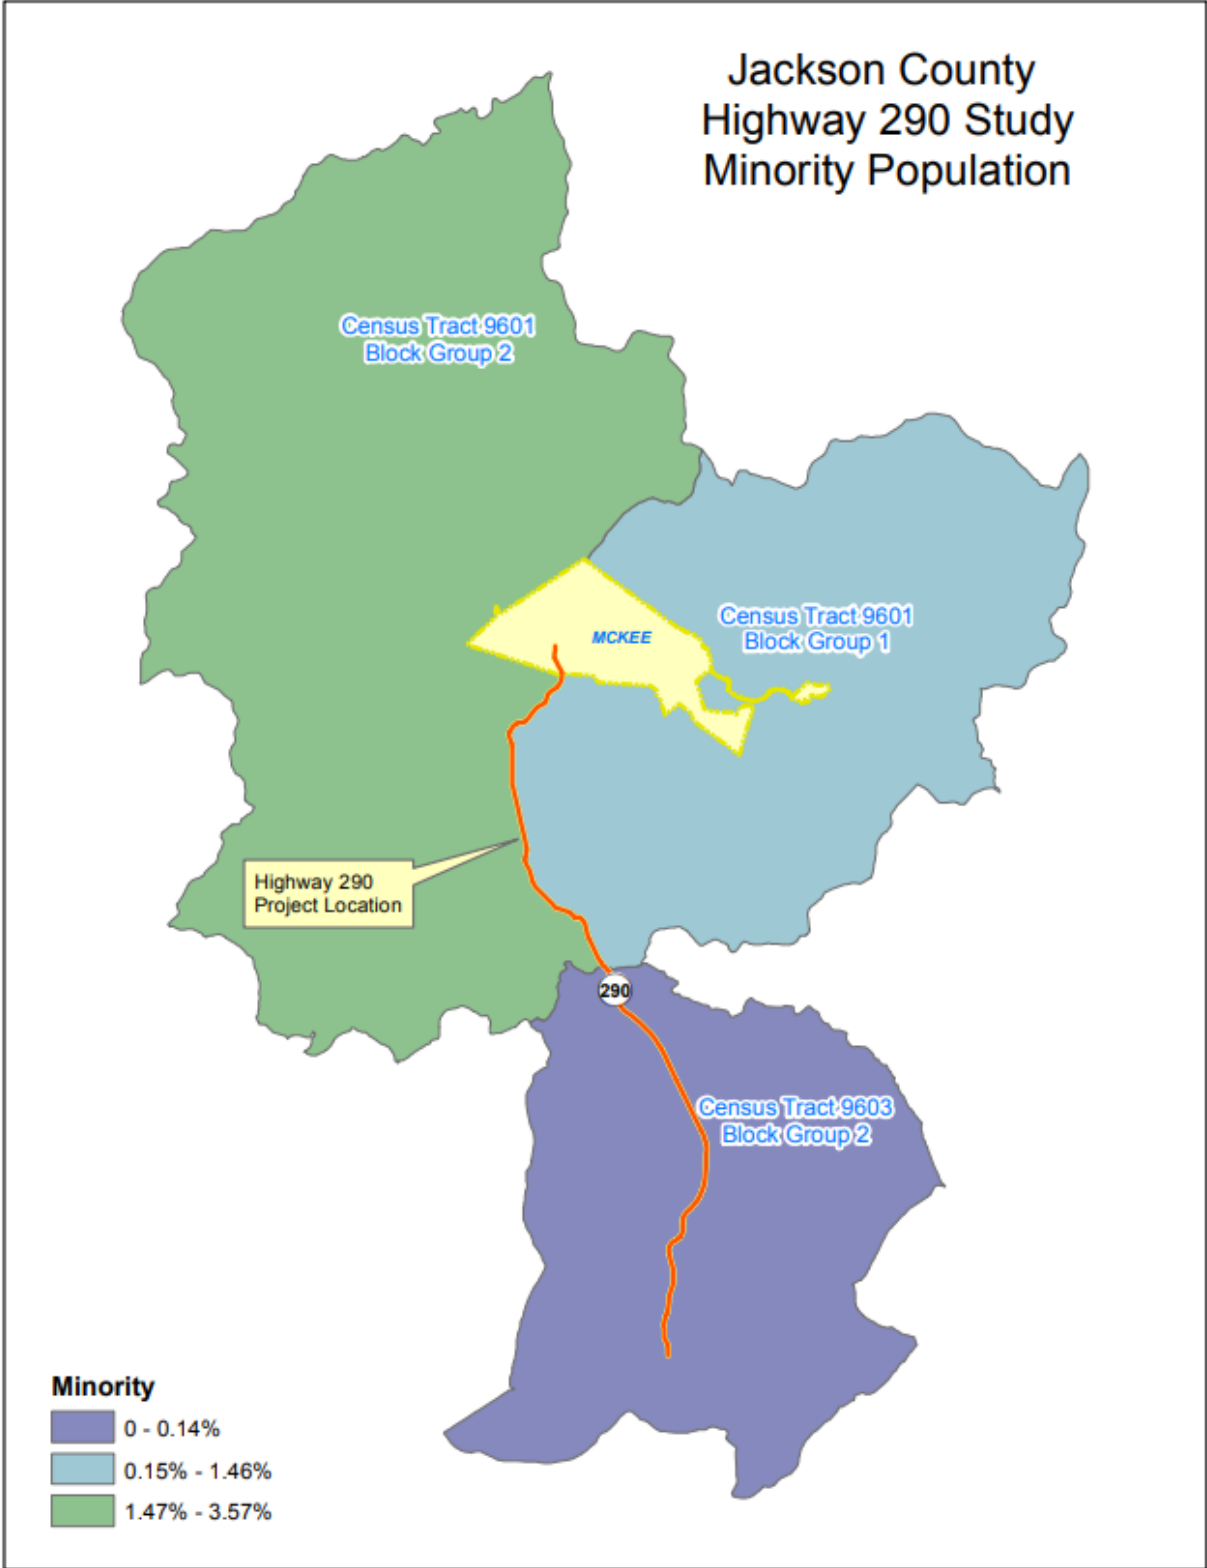 Jackson County
Highway 290 Study
Minority Population
Census Tract 9601
Block Group 2
Census Tract 9601
Block Group 1
MCKEE
Highway 290
Project Location
290
Census Tract 9603
Block Group 2
Minority
0 - 0.14%
0.15% - 1.46%
1.47% - 3.57%